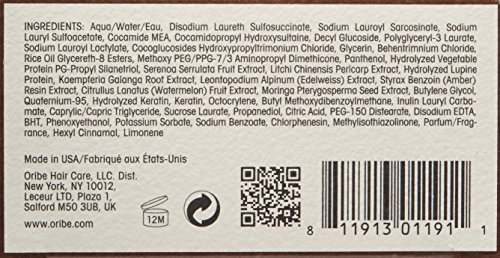 INGREDIENTS: Aqua/Water/Eau, Disodium Laureth Sulfosuccinate, Sodium Lauroyl Sarcosinate, Sodium
Lauryl Sulfoacetate, Cocamide MEA, Cocamidopropyl Hydroxysultaine, Decyl Glucoside, Polyglyceryl-3 Laurate,
Sodium Lauroyl Lactylate, Cocoglucosides Hydroxypropyltrimonium Chloride, Glycerin, Behentrimonium Chloride,
Rice Oil Glycereth-8 Esters, Methoxy PEG/PPG-7/3 Aminopropyl Dimethicone, Panthenol, Hydrolyzed Vegetable
Protein PG-Propyl Silanetriol, Serenoa Serrulata Fruit Extract, Litchi Chinensis Pericarp Extract, Hydrolyzed Lupine
Protein, Kaempferia Galanga Root Extract, Leontopodium Alpinum (Edelweiss) Extract, Styrax Benzoin (Amber)
Resin Extract, Citrullus Lanatus (Watermelon) Fruit Extract, Moringa Pterygosperma Seed Extract, Butylene Glycol,
Quaternium-95, Hydrolyzed Keratin, Keratin, Octocrylene, Butyl Methoxydibenzoylmethane, Inulin Lauryl Carba-
mate, Caprylic/Capric Triglyceride, Sucrose Laurate, Propanediol, Citric Acid, PEG-150 Distearate, Disodium EDTA,
BHT, Phenoxyethanol, Potassium Sorbate, Sodium Benzoate, Chlorphenesin, Methylisothiazolinone, Parfum/Fra-
grance, Hexyl Cinnamal, Limonene
Made in USA/Fabriqué aux États-Unis
Oribe Hair Care, LLC. Dist.
New York, NY 10012,
Leceur LTD, Plaza 1,
Salford M50 3UB, UK
www.oribe.com
12M
8 11913 01191 1